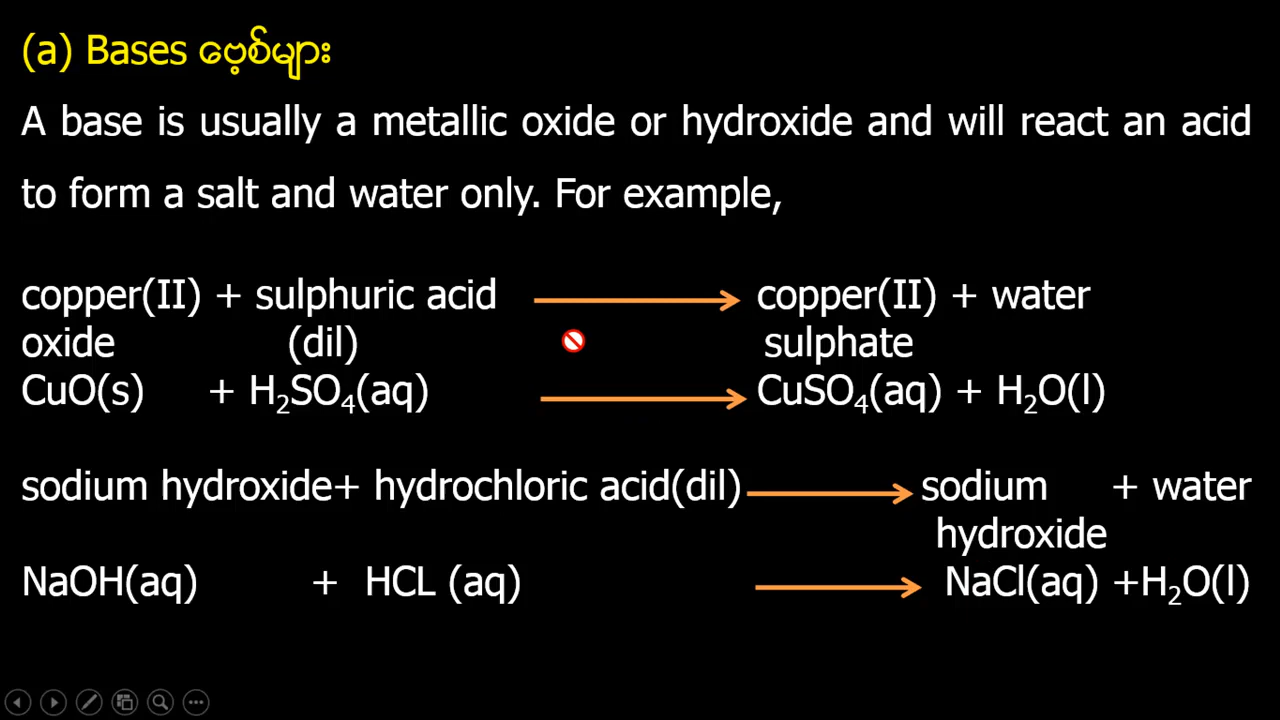 (a) Bases ဗေ့စ်များ
A base is usually a metallic oxide or hydroxide and will react an acid
to form a salt and water only. For example,
copper(II) + sulphuric acid copper(II) + water
oxide (dil) sulphate
CuO(s) + H₂SO₄(aq) CuSO₄(aq) + H₂O(l)
sodium hydroxide+ hydrochloric acid(dil) sodium + water
hydroxide
NaOH(aq) + HCL (aq) NaCl(aq) +H₂O(l)